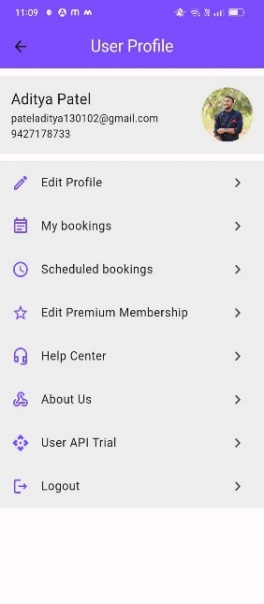 11:09
User Profile
Aditya Patel
pateladitya130102@gmail.com
9427178733
Edit Profile
My bookings
Scheduled bookings
Edit Premium Membership
Help Center
About Us
User API Trial
Logout